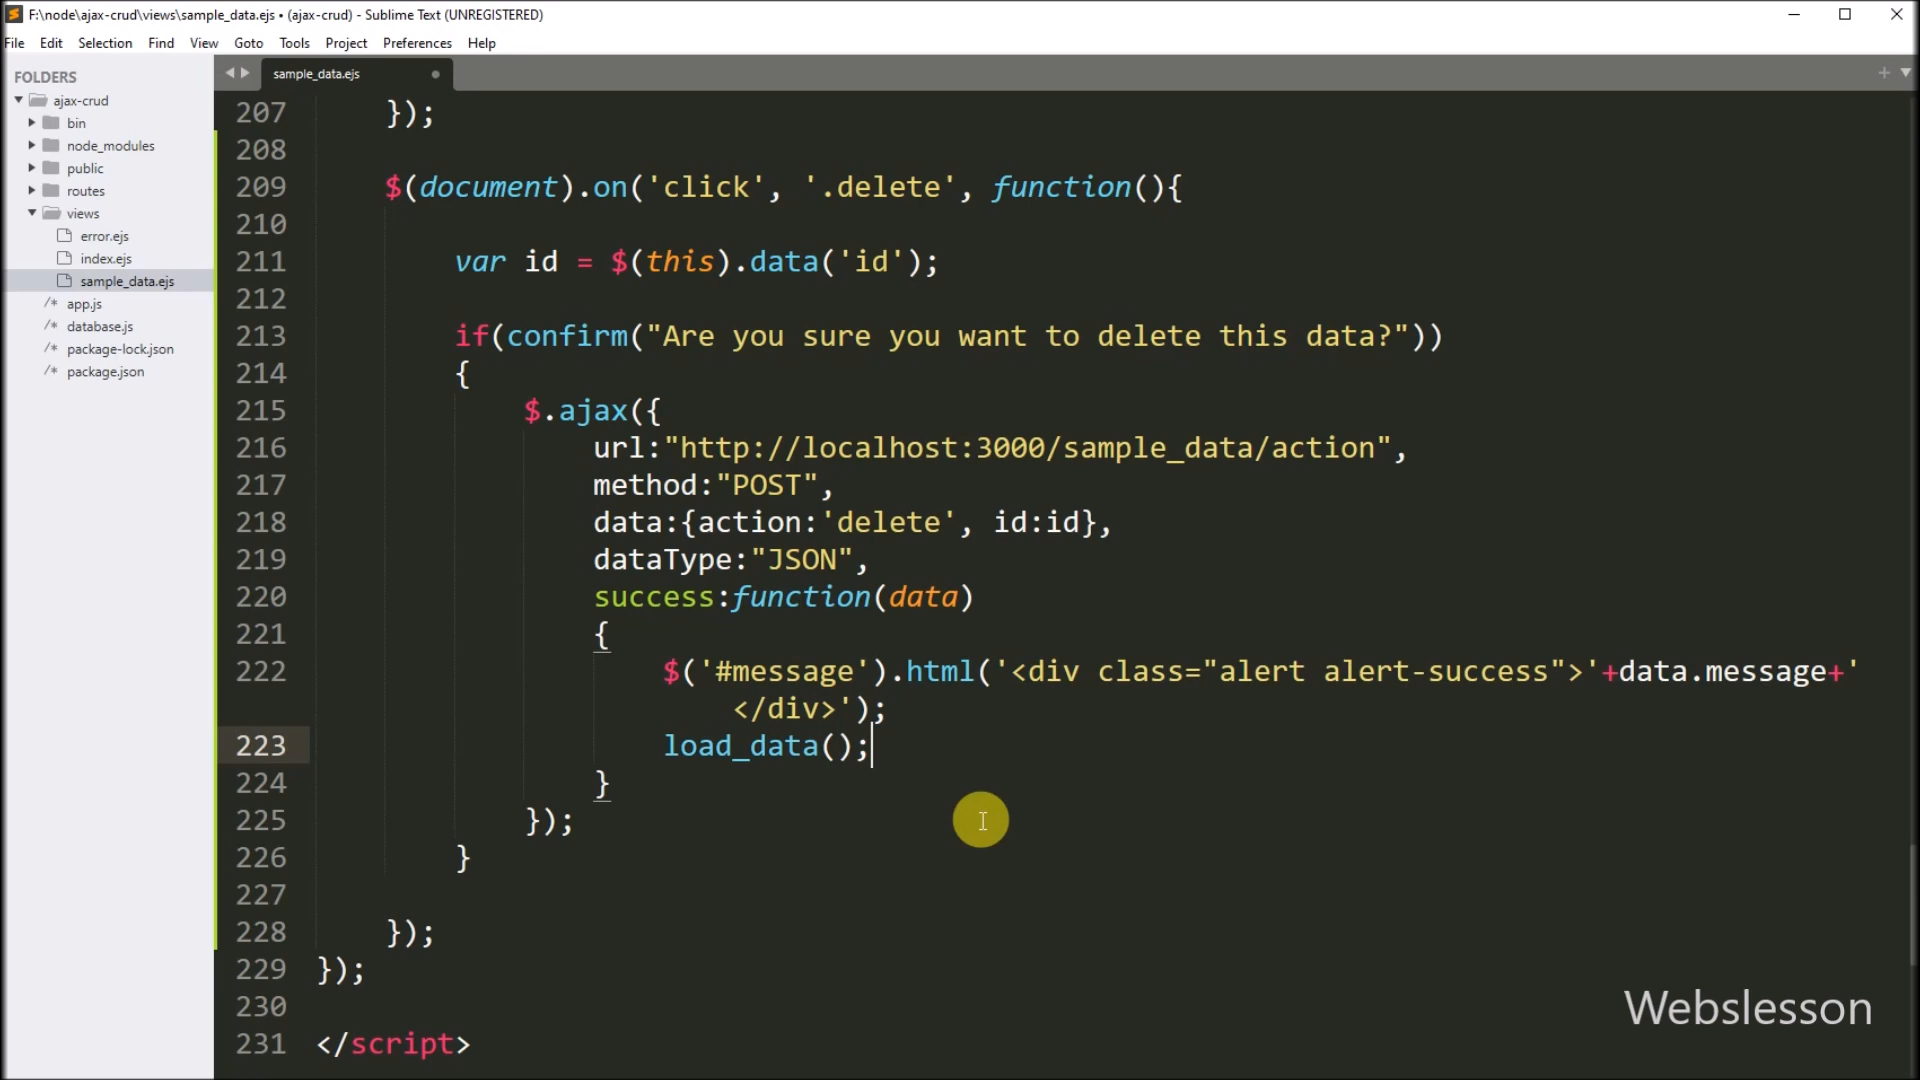 F:\node\ajax-crud\views\sample_data.ejs • (ajax-crud) - Sublime Text (UNREGISTERED)
File Edit Selection Find View Goto Tools Project Preferences Help
FOLDERS
ajax-crud
bin
node_modules
public
routes
views
error.ejs
index.ejs
sample_data.ejs
/* app.js
/* database.js
/* package-lock.json
/* package.json
sample_data.ejs
207 });
208
209 $(document).on('click', '.delete', function(){
210
211 var id = $(this).data('id');
212
213 if(confirm("Are you sure you want to delete this data?"))
214 {
215 $.ajax({
216 url:"http://localhost:3000/sample_data/action",
217 method:"POST",
218 data:{action:'delete', id:id},
219 dataType:"JSON",
220 success:function(data)
221 {
222 $('#message').html('<div class="alert alert-success">'+data.message+'
</div>');
223 load_data();
224 }
225 });
226 }
227
228 });
229 });
230
231 </script>
Webslesson